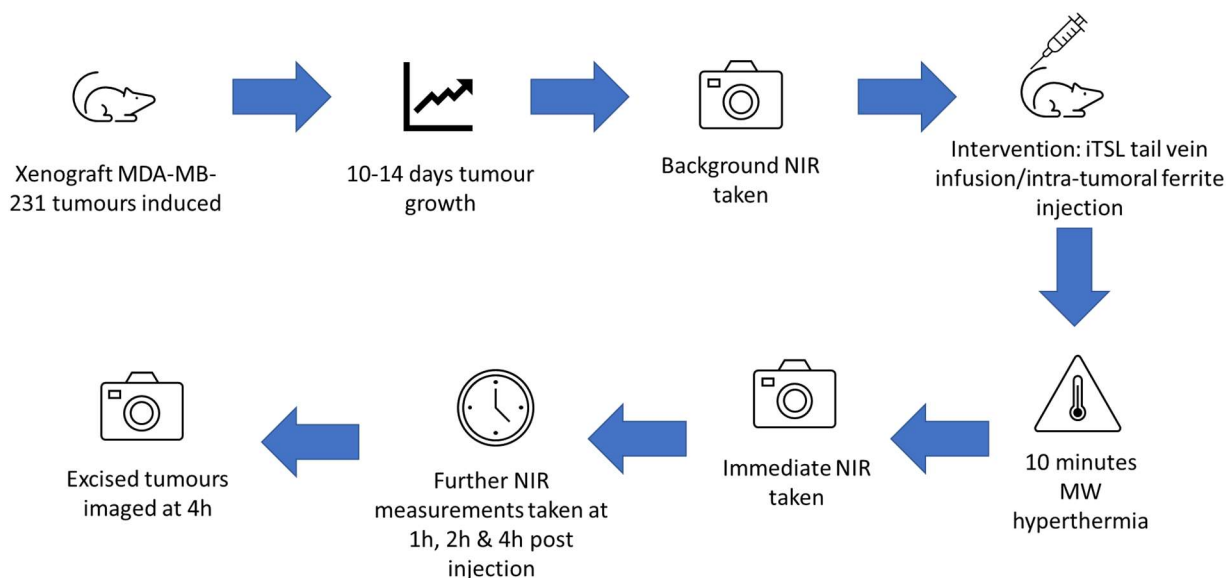 Xenograft MDA-MB-
231 tumours induced
10-14 days tumour
growth
Background NIR
taken
Intervention: iTSL tail vein
infusion/intra-tumoral ferrite
injection
10 minutes
MW
hyperthermia
Immediate NIR
taken
Further NIR
measurements taken at
1h, 2h & 4h post
injection
Excised tumours
imaged at 4h